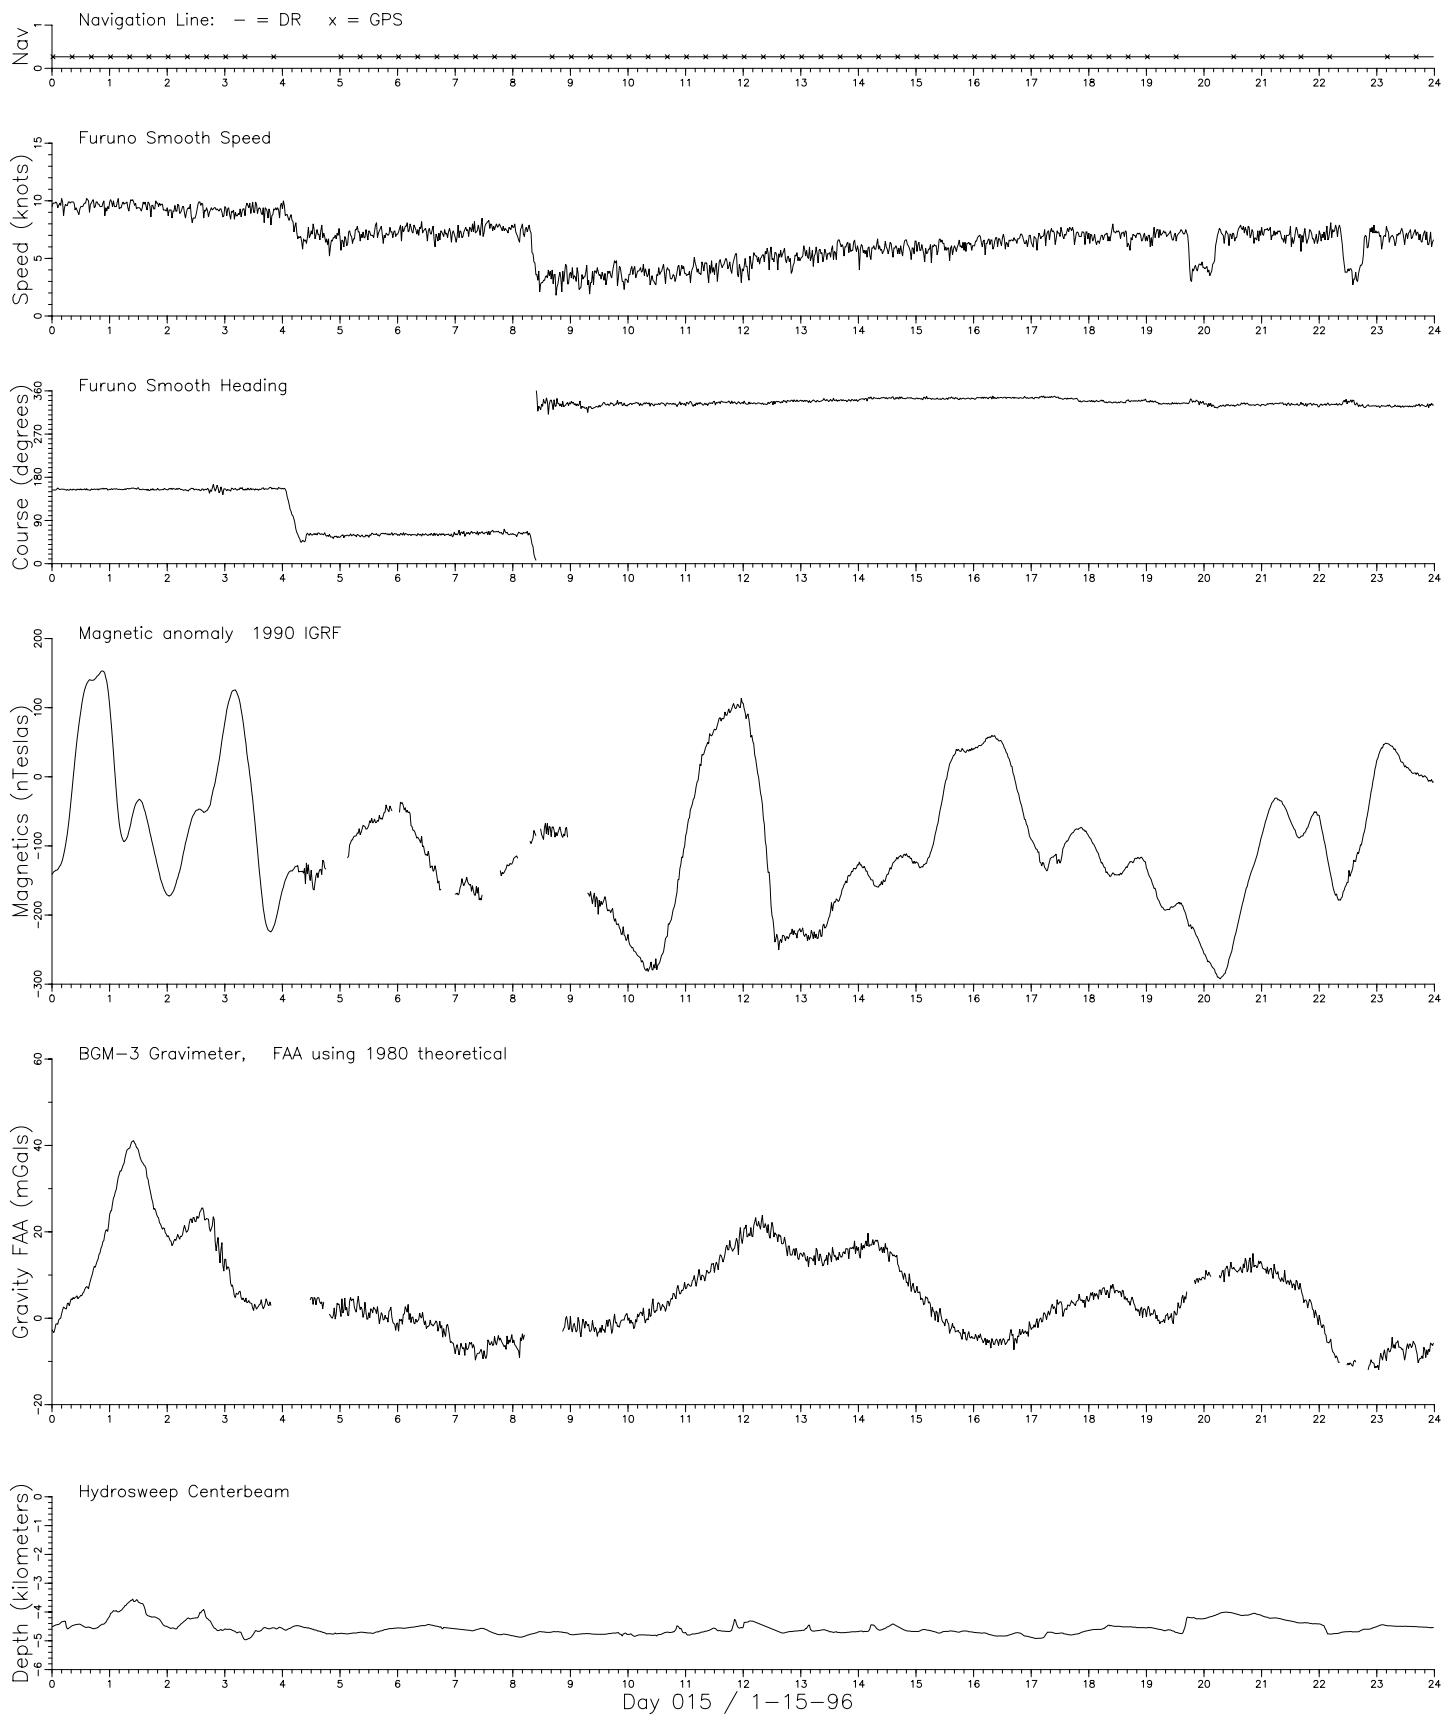 Navigation Line: – = DR x = GPS
Nav
1
0
0 1 2 3 4 5 6 7 8 9 10 11 12 13 14 15 16 17 18 19 20 21 22 23 24
Furuno Smooth Speed
Speed (knots)
15
10
5
0
0 1 2 3 4 5 6 7 8 9 10 11 12 13 14 15 16 17 18 19 20 21 22 23 24
Furuno Smooth Heading
Course (degrees)
360
270
180
90
0
0 1 2 3 4 5 6 7 8 9 10 11 12 13 14 15 16 17 18 19 20 21 22 23 24
Magnetic anomaly 1990 IGRF
Magnetics (nTeslas)
200
100
0
–100
–200
–300
0 1 2 3 4 5 6 7 8 9 10 11 12 13 14 15 16 17 18 19 20 21 22 23 24
BGM–3 Gravimeter, FAA using 1980 theoretical
Gravity FAA (mGals)
60
40
20
0
–20
0 1 2 3 4 5 6 7 8 9 10 11 12 13 14 15 16 17 18 19 20 21 22 23 24
Hydrosweep Centerbeam
Depth (kilometers)
0
–1
–2
–3
–4
–5
–6
0 1 2 3 4 5 6 7 8 9 10 11 12 13 14 15 16 17 18 19 20 21 22 23 24
Day 015 / 1–15–96